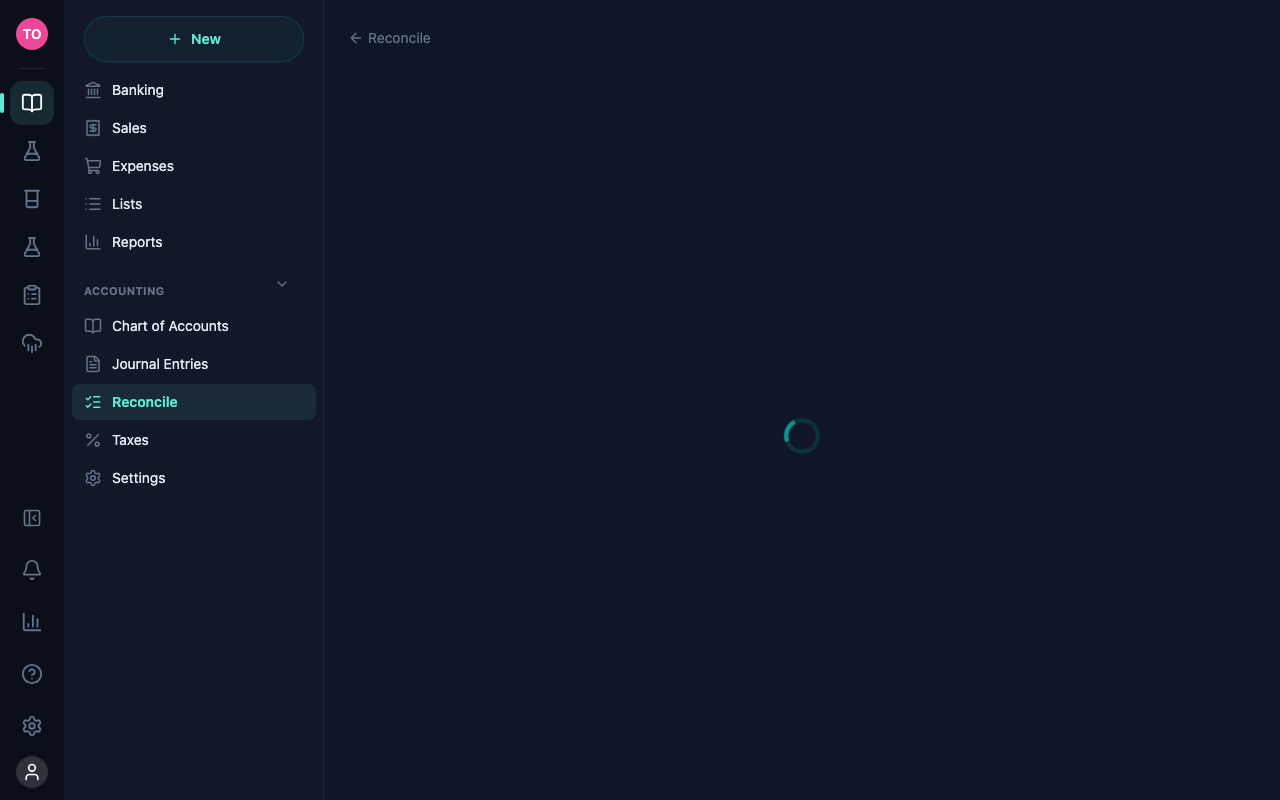 TO
New
Banking
Sales
Expenses
Lists
Reports
ACCOUNTING
Chart of Accounts
Journal Entries
Reconcile
Taxes
Settings
Reconcile